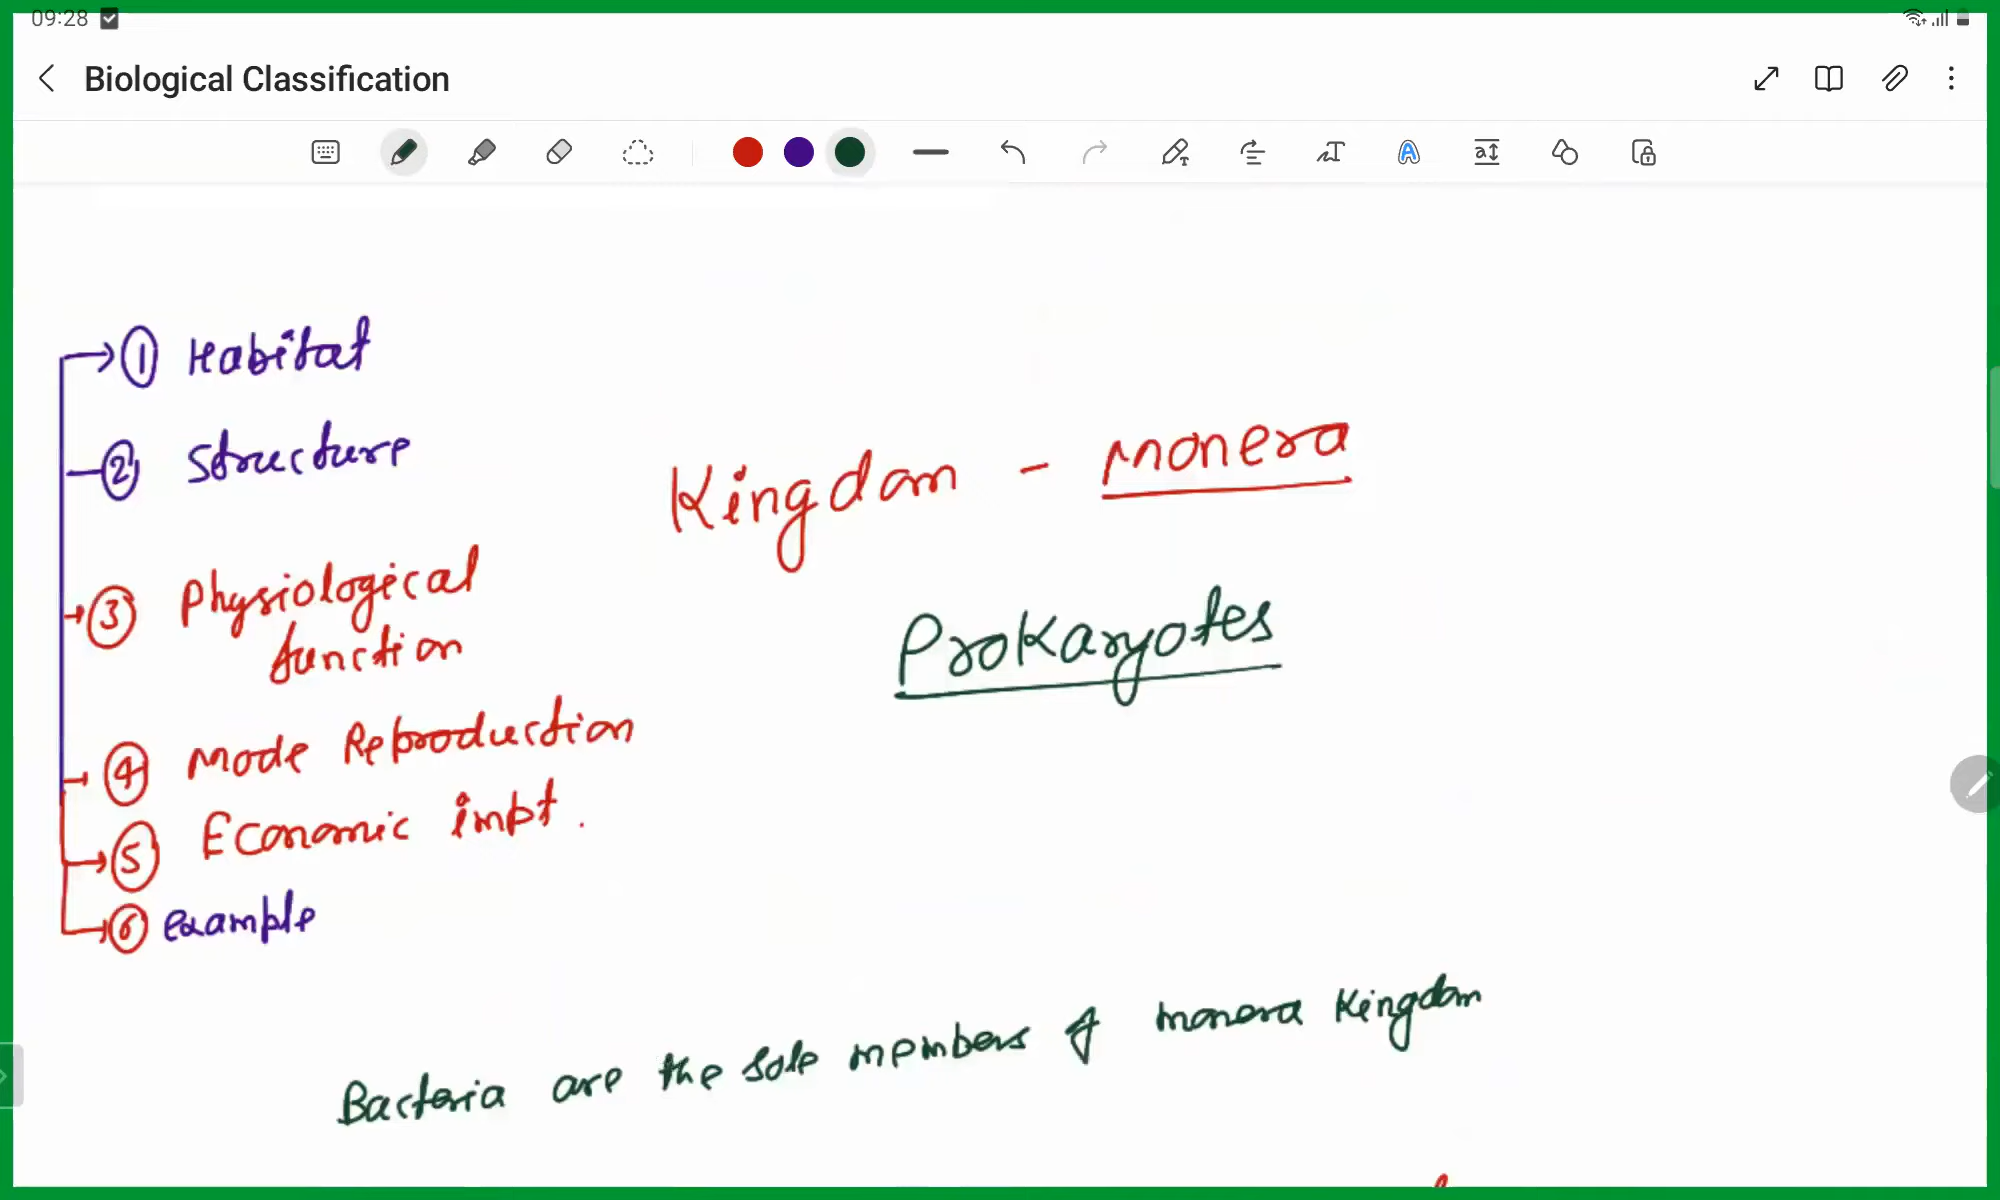 09:28
Biological Classification
1 Habitat
2 Structure
Kingdom - Monera
3 Physiological function
Prokaryotes
4 Mode Reproduction
5 Economic impt.
6 example
Bacteria are the sole members of monera Kingdom